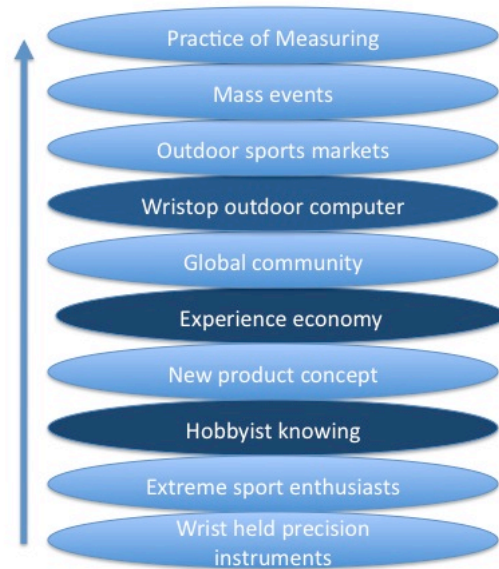 Practice of Measuring
Mass events
Outdoor sports markets
Wristop outdoor computer
Global community
Experience economy
New product concept
Hobbyist knowing
Extreme sport enthusiasts
Wrist held precision
instruments